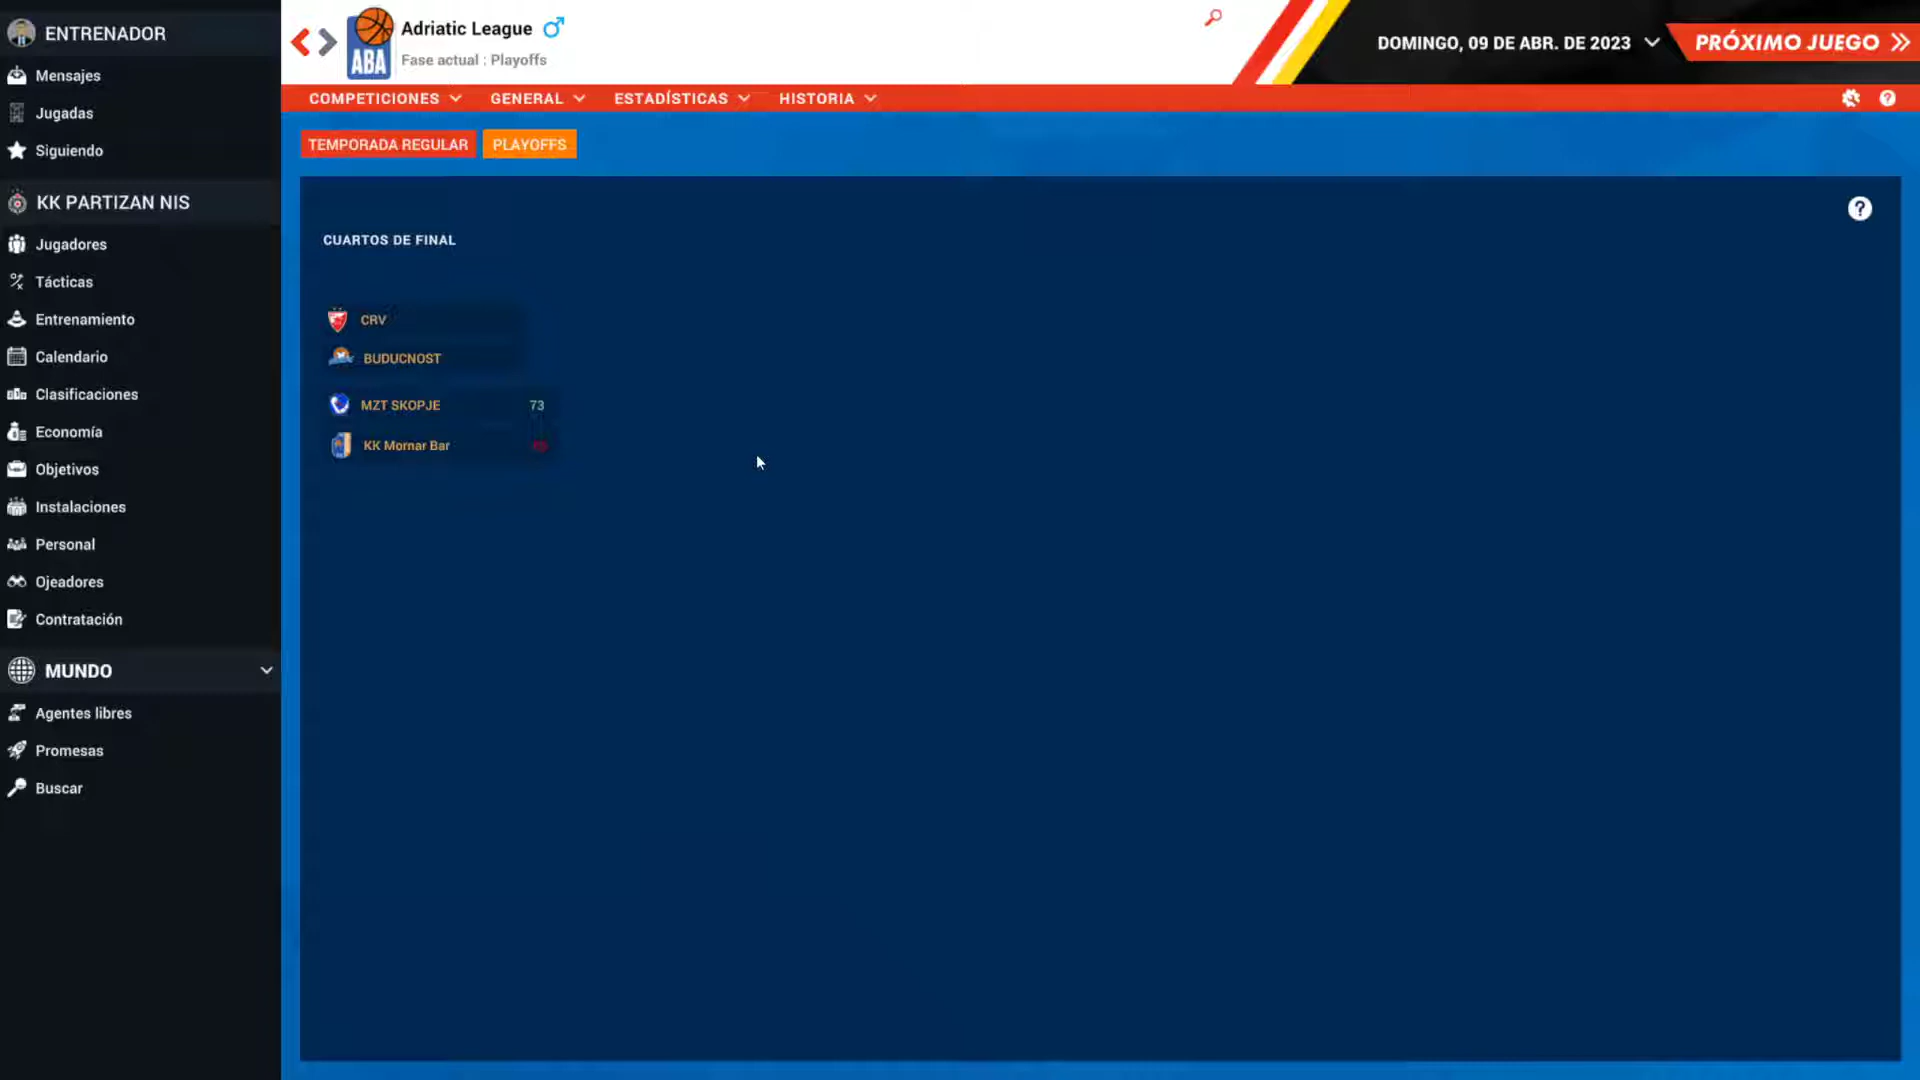 ENTRENADOR
Mensajes
Jugadas
Siguiendo
KK PARTIZAN NIS
Jugadores
Tácticas
Entrenamiento
Calendario
Clasificaciones
Economía
Objetivos
Instalaciones
Personal
Ojeadores
Contratación
MUNDO
Agentes libres
Promesas
Buscar
ABA
Adriatic League
Fase actual : Playoffs
DOMINGO, 09 DE ABR. DE 2023
PRÓXIMO JUEGO
COMPETICIONES GENERAL ESTADÍSTICAS HISTORIA
TEMPORADA REGULAR PLAYOFFS
CUARTOS DE FINAL
CRV
BUDUCNOST
MZT SKOPJE 73
KK Mornar Bar